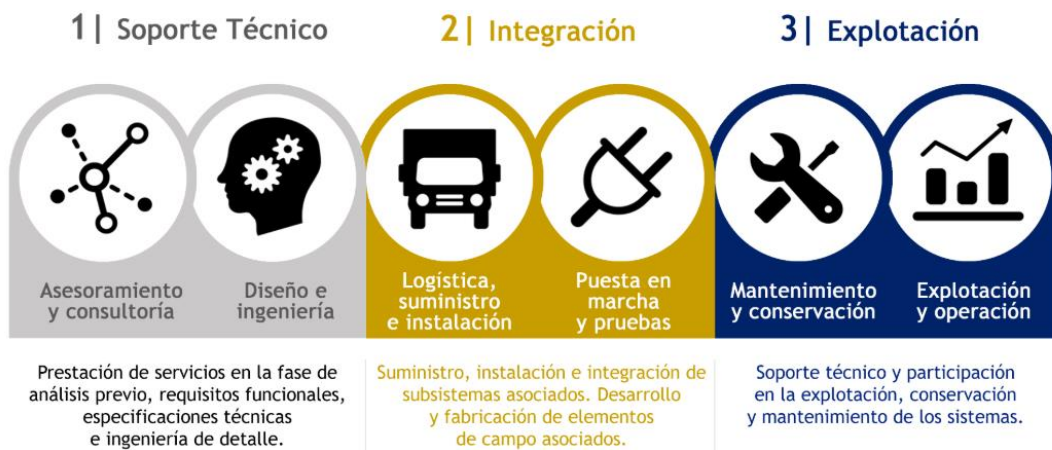 1| Soporte Técnico
2| Integración
3| Explotación
Asesoramiento
y consultoría
Diseño e
ingeniería
Logística,
suministro
e instalación
Puesta en
marcha
y pruebas
Mantenimiento
y conservación
Explotación
y operación
Prestación de servicios en la fase de
análisis previo, requisitos funcionales,
especificaciones técnicas
e ingeniería de detalle.
Suministro, instalación e integración de
subsistemas asociados. Desarrollo
y fabricación de elementos
de campo asociados.
Soporte técnico y participación
en la explotación, conservación
y mantenimiento de los sistemas.